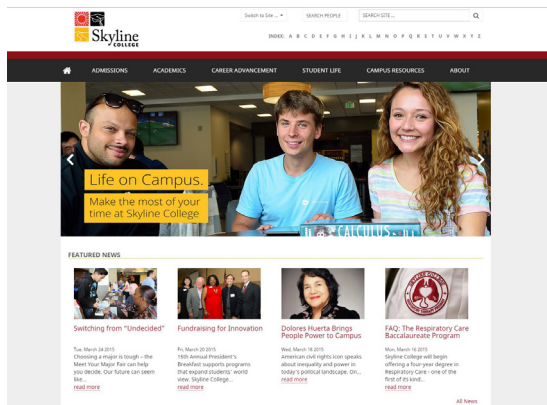 Skyline
COLLEGE
Switch to Site ...
SEARCH PEOPLE
SEARCH SITE ...
INDEX: A B C D E F G H I J K L M N O P Q R S T U V W X Y Z
ADMISSIONS
ACADEMICS
CAREER ADVANCEMENT
STUDENT LIFE
CAMPUS RESOURCES
ABOUT
Life on Campus.
Make the most of your
time at Skyline College
CALCULUS
FEATURED NEWS
Switching from "Undecided"
Tue, March 24 2015
Choosing a major is tough – the
Meet Your Major Fair can help
you decide. Our future can seem
like...
read more
Fundraising for Innovation
Fri, March 20 2015
15th Annual President's
Breakfast supports programs
that expand students' world
view. Skyline College...
read more
Dolores Huerta Brings
People Power to Campus
Wed, March 18 2015
American civil rights icon speaks
about inequality and power in
today's political landscape. On...
read more
SKYLINE COLLEGE
FAQ: The Respiratory Care
Baccalaureate Program
Mon, March 16 2015
Skyline College will begin
offering a four-year degree in
Respiratory Care - one of the
first of its kind...
read more
All News